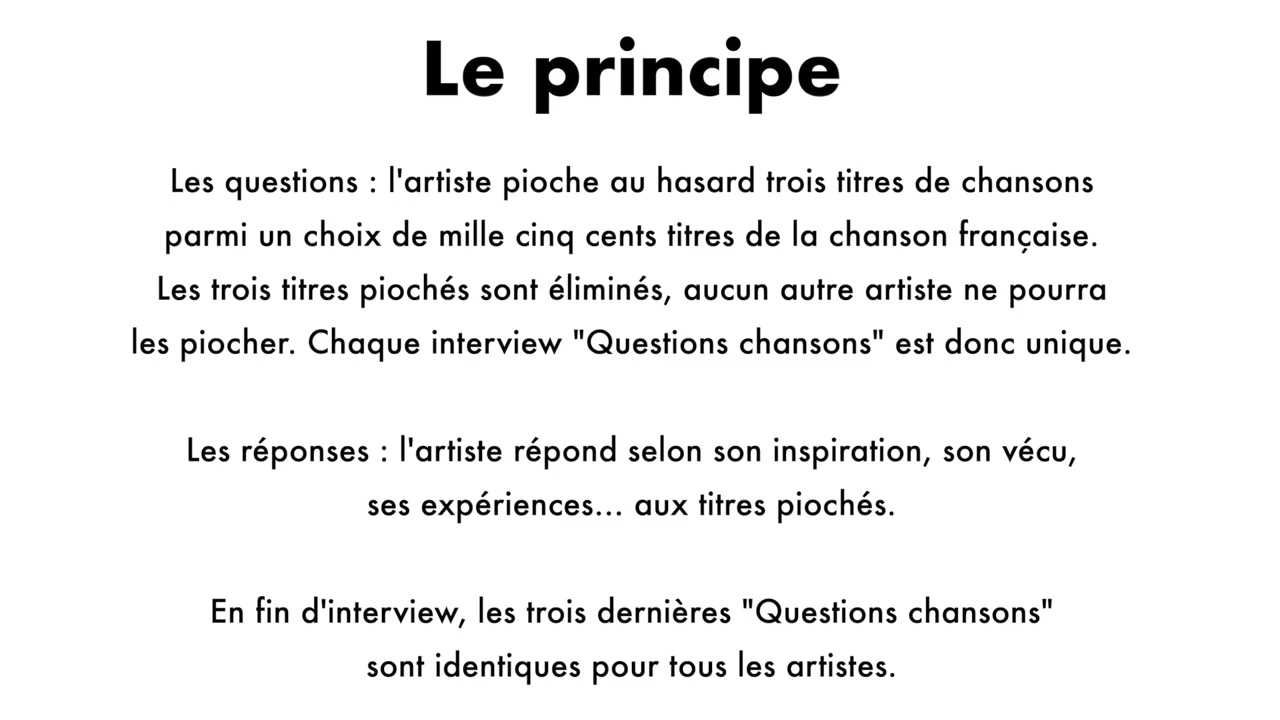 Le principe
Les questions : l'artiste pioche au hasard trois titres de chansons
parmi un choix de mille cinq cents titres de la chanson française.
Les trois titres piochés sont éliminés, aucun autre artiste ne pourra
les piocher. Chaque interview "Questions chansons" est donc unique.
Les réponses : l'artiste répond selon son inspiration, son vécu,
ses expériences... aux titres piochés.
En fin d'interview, les trois dernières "Questions chansons"
sont identiques pour tous les artistes.